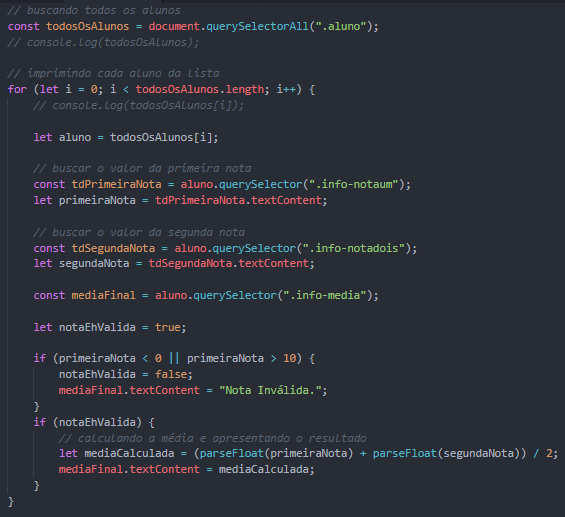 // buscando todos os alunos
const todosOsAlunos = document.querySelectorAll(".aluno");
// console.log(todosOsAlunos);
// imprimindo cada aluno da lista
for (let i = 0; i < todosOsAlunos.length; i++) {
// console.log(todosOsAlunos[i]);
let aluno = todosOsAlunos[i];
// buscar o valor da primeira nota
const tdPrimeiraNota = aluno.querySelector(".info-notaum");
let primeiraNota = tdPrimeiraNota.textContent;
// buscar o valor da segunda nota
const tdSegundaNota = aluno.querySelector(".info-notadois");
let segundaNota = tdSegundaNota.textContent;
const mediaFinal = aluno.querySelector(".info-media");
let notaEhValida = true;
if (primeiraNota < 0 || primeiraNota > 10) {
notaEhValida = false;
mediaFinal.textContent = "Nota Inválida.";
}
if (notaEhValida) {
// calculando a média e apresentando o resultado
let mediaCalculada = (parseFloat(primeiraNota) + parseFloat(segundaNota)) / 2;
mediaFinal.textContent = mediaCalculada;
}
}